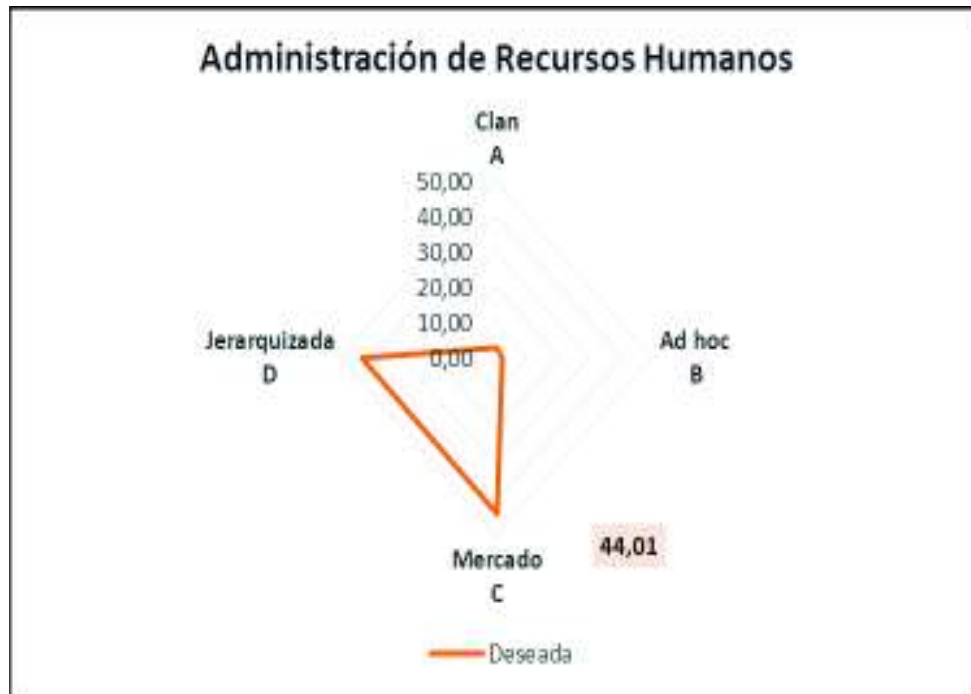 Administración de Recursos Humanos
Clan
A
50,00
40,00
30,00
20,00
10,00
0,00
Jerarquizada
D
Ad hoc
B
44,01
Mercado
C
Deseada